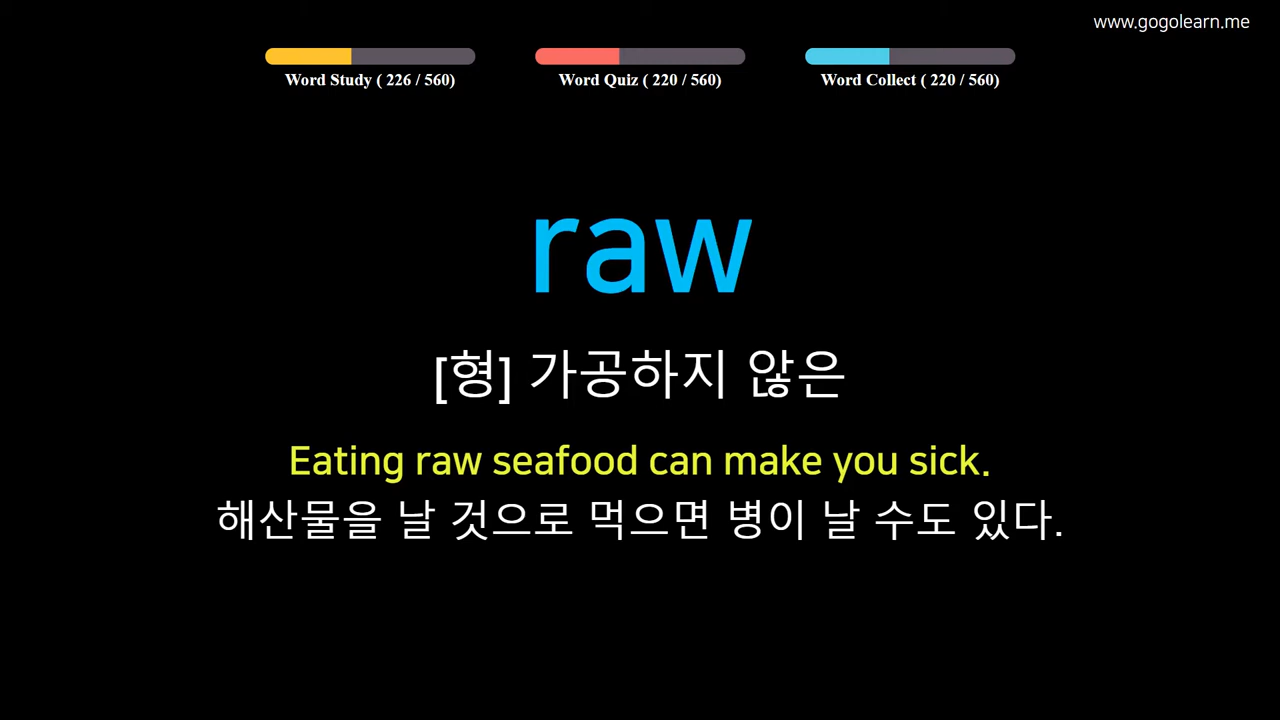 www.gogolearn.me
Word Study ( 226 / 560)
Word Quiz ( 220 / 560)
Word Collect ( 220 / 560)
raw
[형] 가공하지 않은
Eating raw seafood can make you sick.
해산물을 날 것으로 먹으면 병이 날 수도 있다.